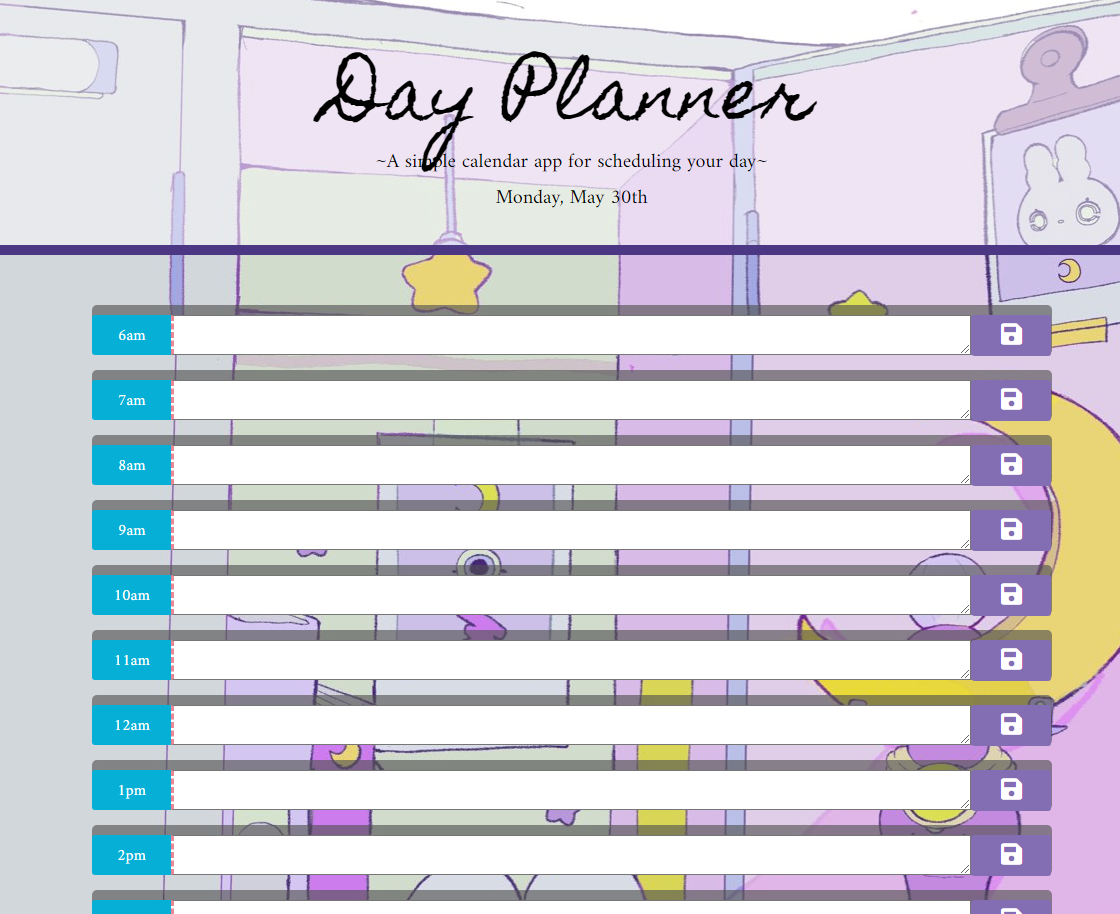 Day Planner
~A simple calendar app for scheduling your day~
Monday, May 30th
6am
7am
8am
9am
10am
11am
12am
1pm
2pm